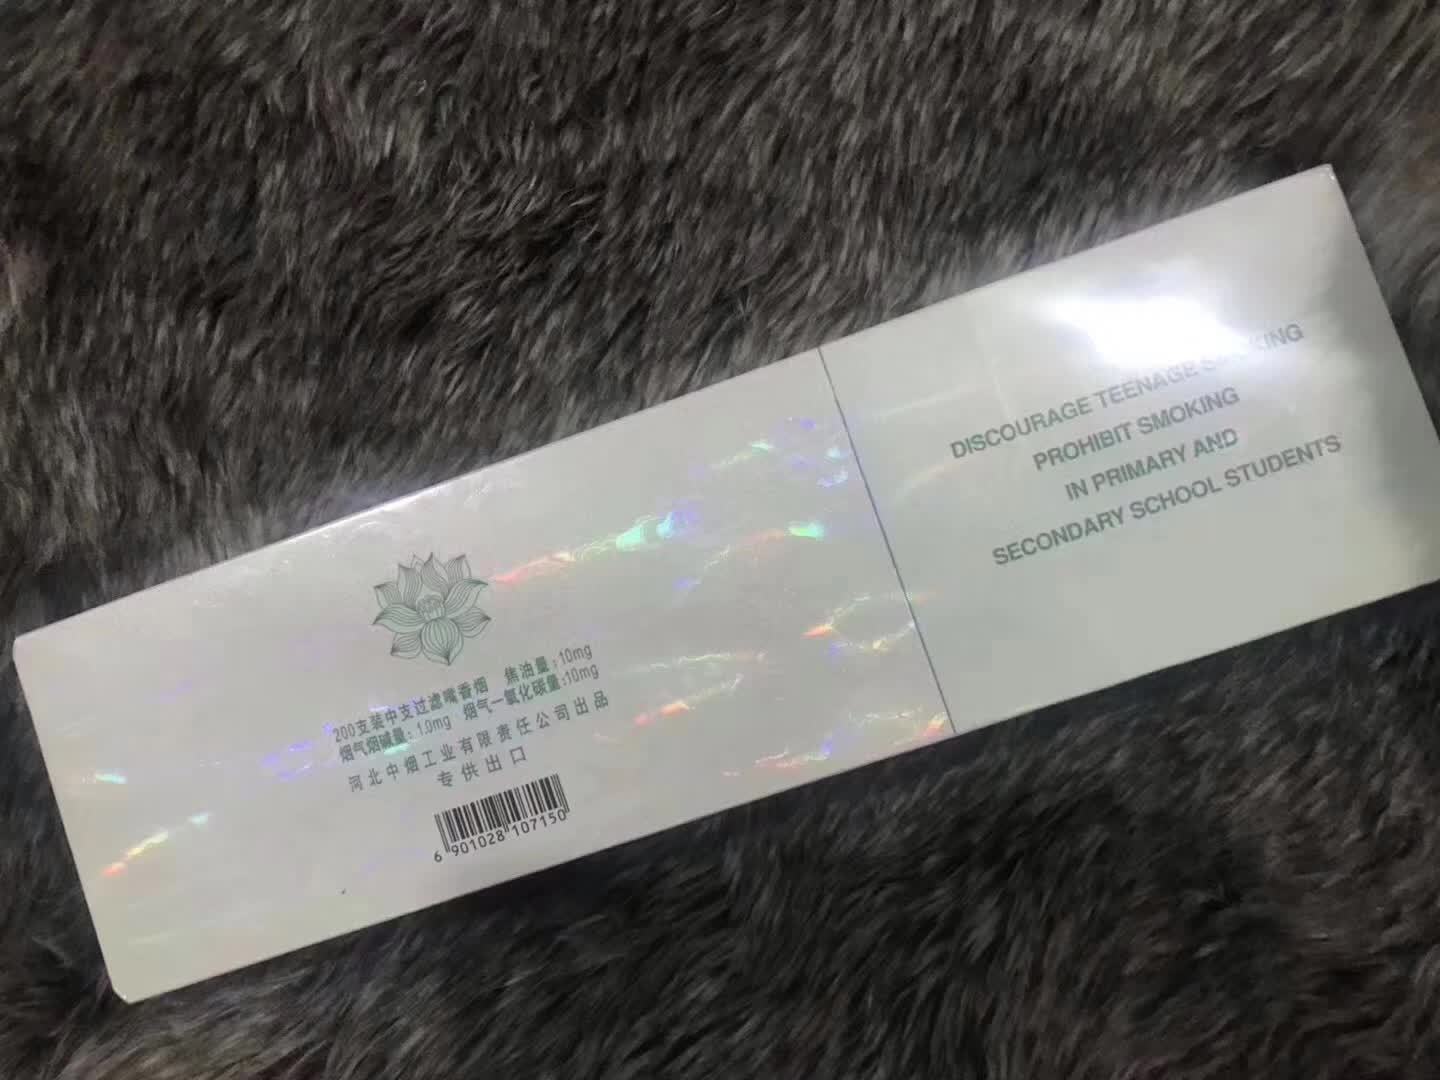 200支装中支过滤嘴香烟 焦油量:10mg
烟气烟碱量:1.0mg 烟气一氧化碳量:10mg
河北中烟工业有限责任公司出品
专供出口
6 901028 107150
DISCOURAGE TEENAGE SMOKING
PROHIBIT SMOKING
IN PRIMARY AND
SECONDARY SCHOOL STUDENTS